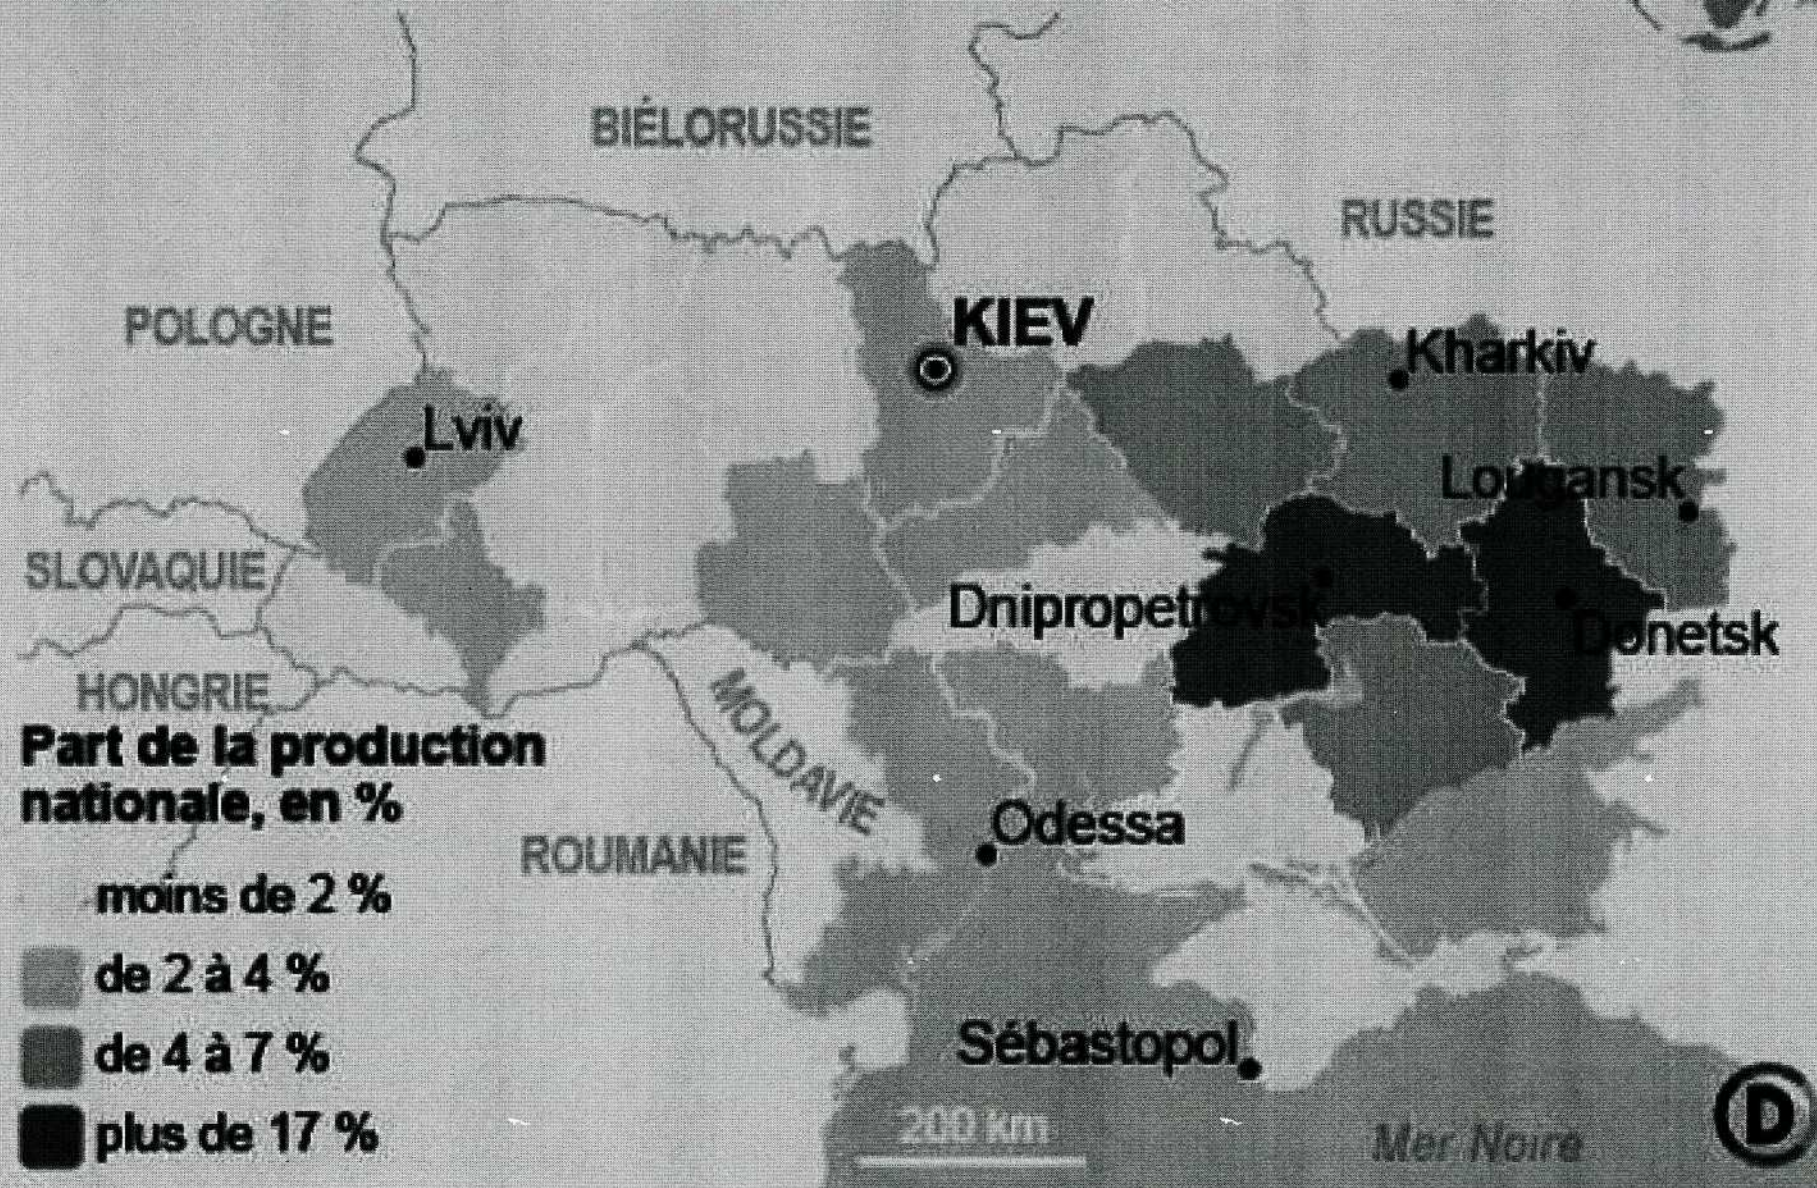 BIÉLORUSSIE
RUSSIE
POLOGNE
KIEV
Kharkiv
Lviv
Lougansk
SLOVAQUIE
Dnipropetrovsk
Donetsk
HONGRIE
MOLDAVIE
Part de la production
nationale, en %
Odessa
ROUMANIE
moins de 2 %
de 2 à 4 %
de 4 à 7 %
plus de 17 %
Sébastopol
200 km
Mer Noire
D